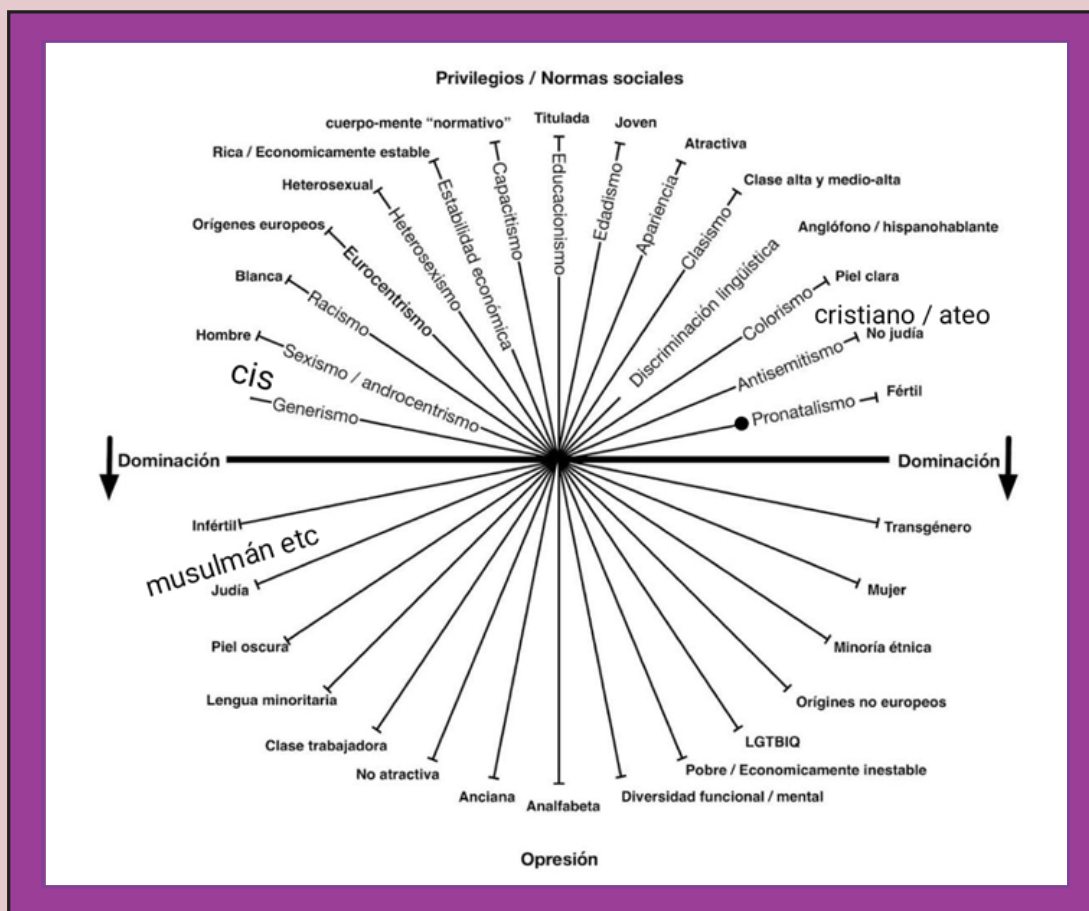 Privilegios / Normas sociales
Titulada
cuerpo-mente “normativo”
Joven
Atractiva
Rica / Economicamente estable
Clase alta y medio-alta
Heterosexual
Orígenes europeos
Anglófono / hispanohablante
Blanca
Piel clara
cristiano / ateo
Hombre
No judía
cis
Fértil
Generismo
Sexismo / androcentrismo
Racismo
Eurocentrismo
Heterosexismo
Estabilidad económica
Capacitismo
Educacionismo
Edadismo
Apariencia
Clasismo
Discriminación lingüística
Colorismo
Antisemitismo
Pronatalismo
Dominación
Dominación
Infértil
Transgénero
musulmán etc
Judía
Mujer
Piel oscura
Minoría étnica
Lengua minoritaria
Orígines no europeos
Clase trabajadora
LGTBIQ
No atractiva
Pobre / Economicamente inestable
Anciana
Analfabeta
Diversidad funcional / mental
Opresión